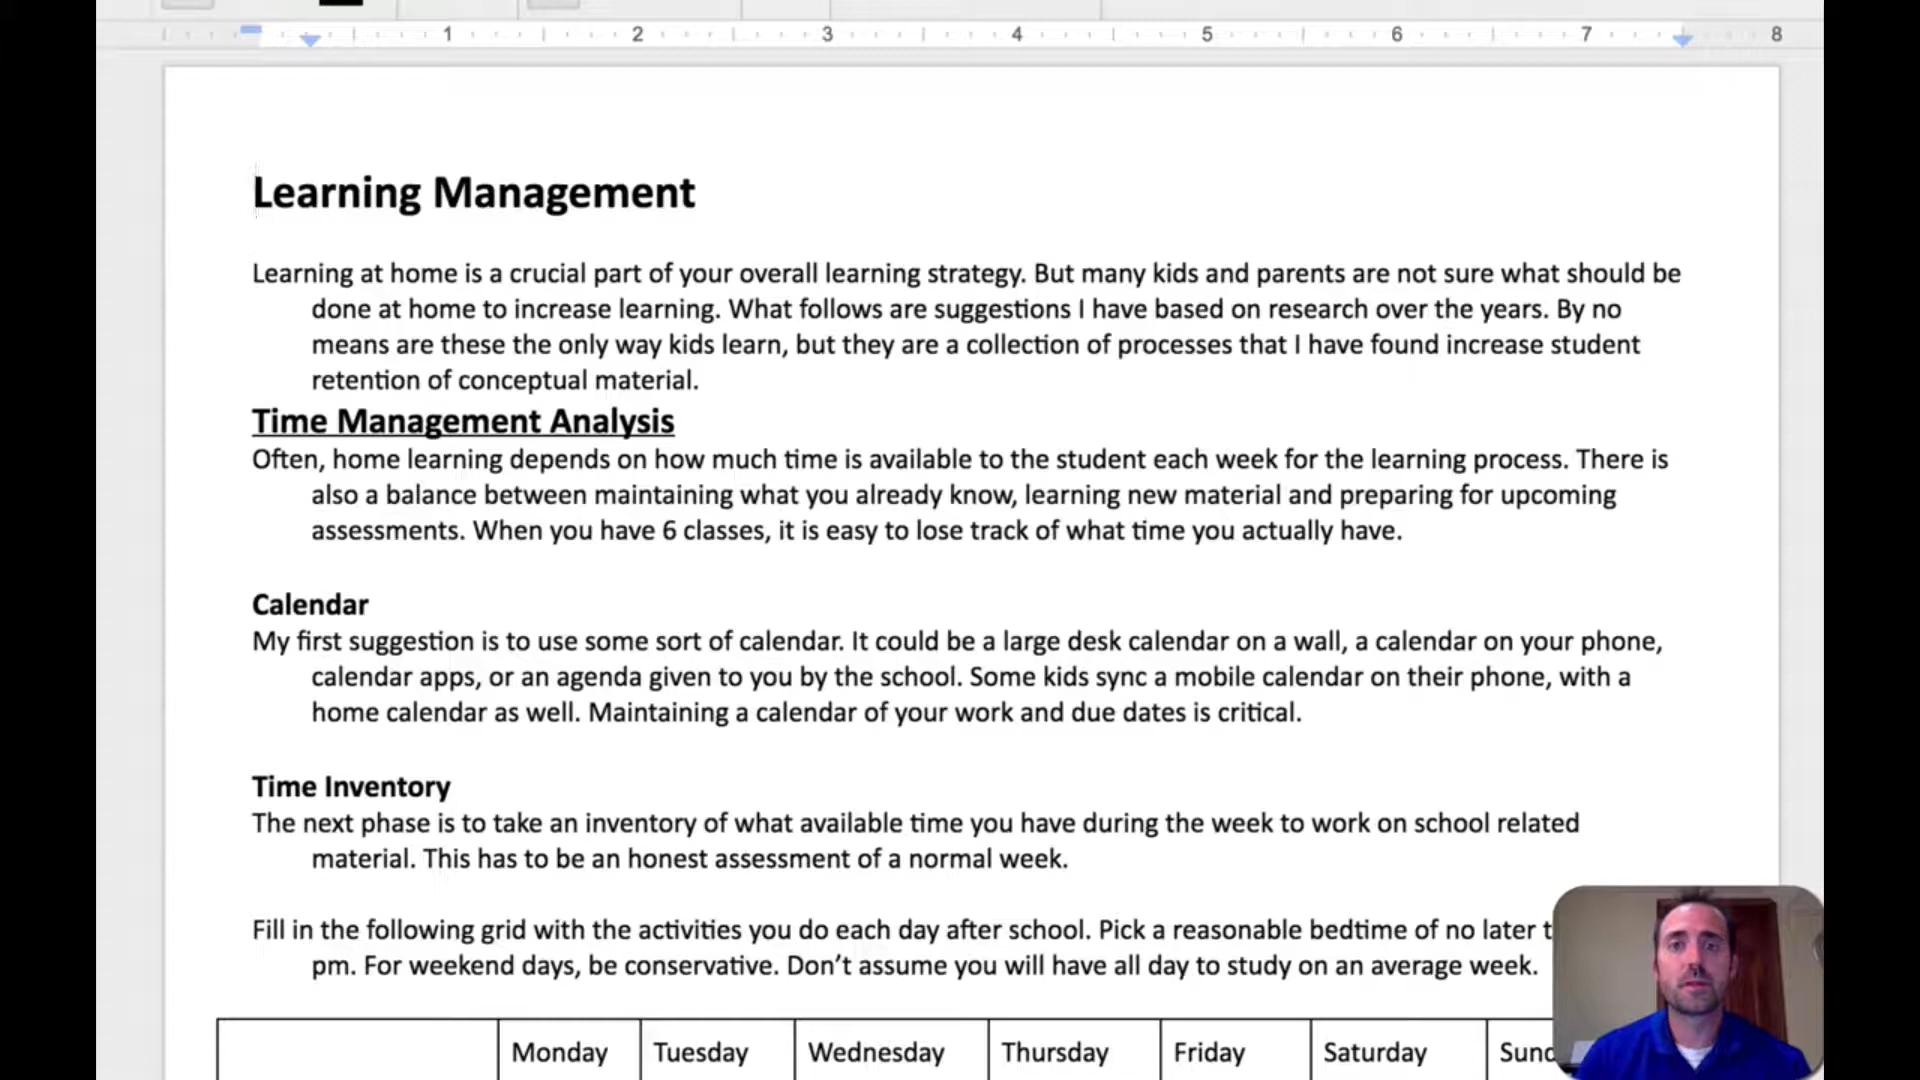 1 2 3 4 5 6 7 8
Learning Management
Learning at home is a crucial part of your overall learning strategy. But many kids and parents are not sure what should be
done at home to increase learning. What follows are suggestions I have based on research over the years. By no
means are these the only way kids learn, but they are a collection of processes that I have found increase student
retention of conceptual material.
Time Management Analysis
Often, home learning depends on how much time is available to the student each week for the learning process. There is
also a balance between maintaining what you already know, learning new material and preparing for upcoming
assessments. When you have 6 classes, it is easy to lose track of what time you actually have.
Calendar
My first suggestion is to use some sort of calendar. It could be a large desk calendar on a wall, a calendar on your phone,
calendar apps, or an agenda given to you by the school. Some kids sync a mobile calendar on their phone, with a
home calendar as well. Maintaining a calendar of your work and due dates is critical.
Time Inventory
The next phase is to take an inventory of what available time you have during the week to work on school related
material. This has to be an honest assessment of a normal week.
Fill in the following grid with the activities you do each day after school. Pick a reasonable bedtime of no later
pm. For weekend days, be conservative. Don’t assume you will have all day to study on an average week.
Monday Tuesday Wednesday Thursday Friday Saturday